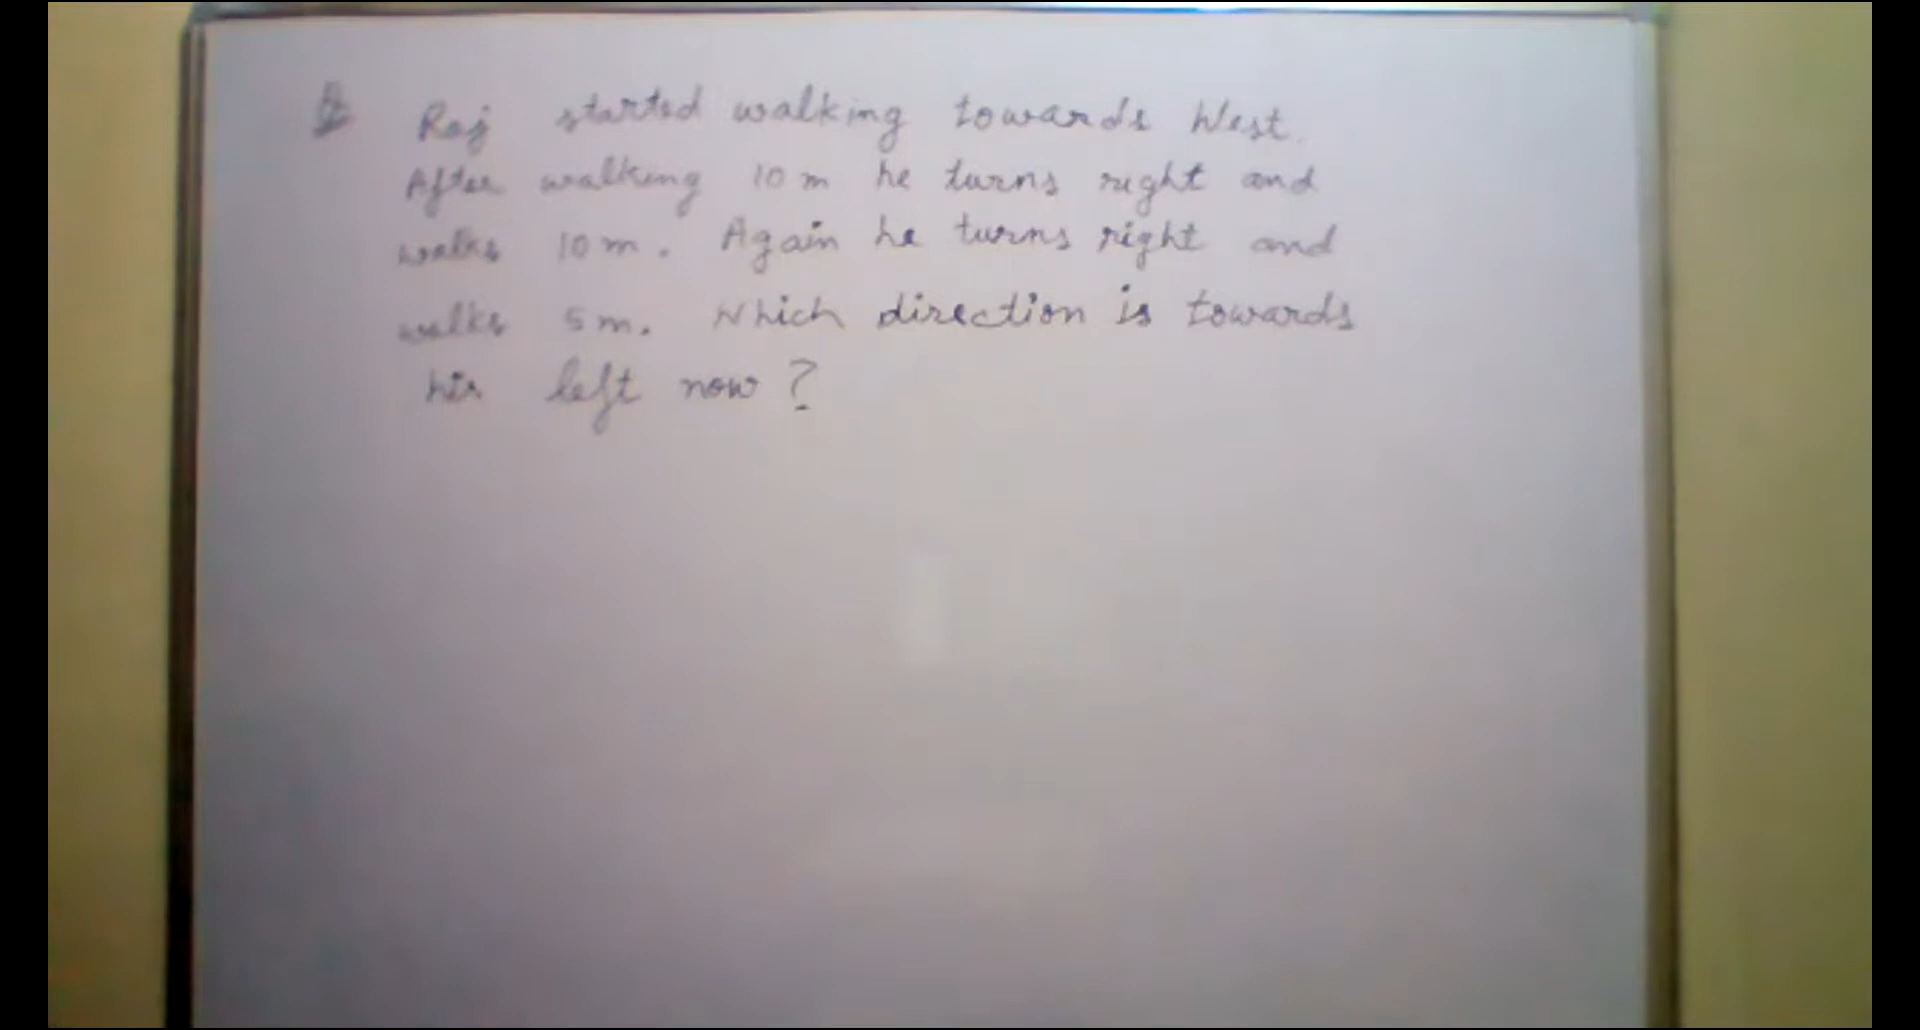 Q Raj started walking towards West.
After walking 10 m he turns right and
walks 10 m. Again he turns right and
walks 5 m. Which direction is towards
his left now?